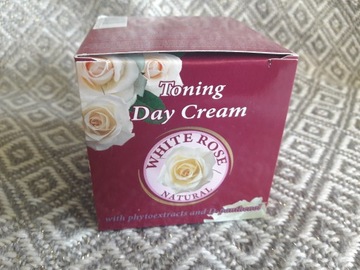 Toning
Day Cream
WHITE ROSE
NATURAL
with phytoextracts and